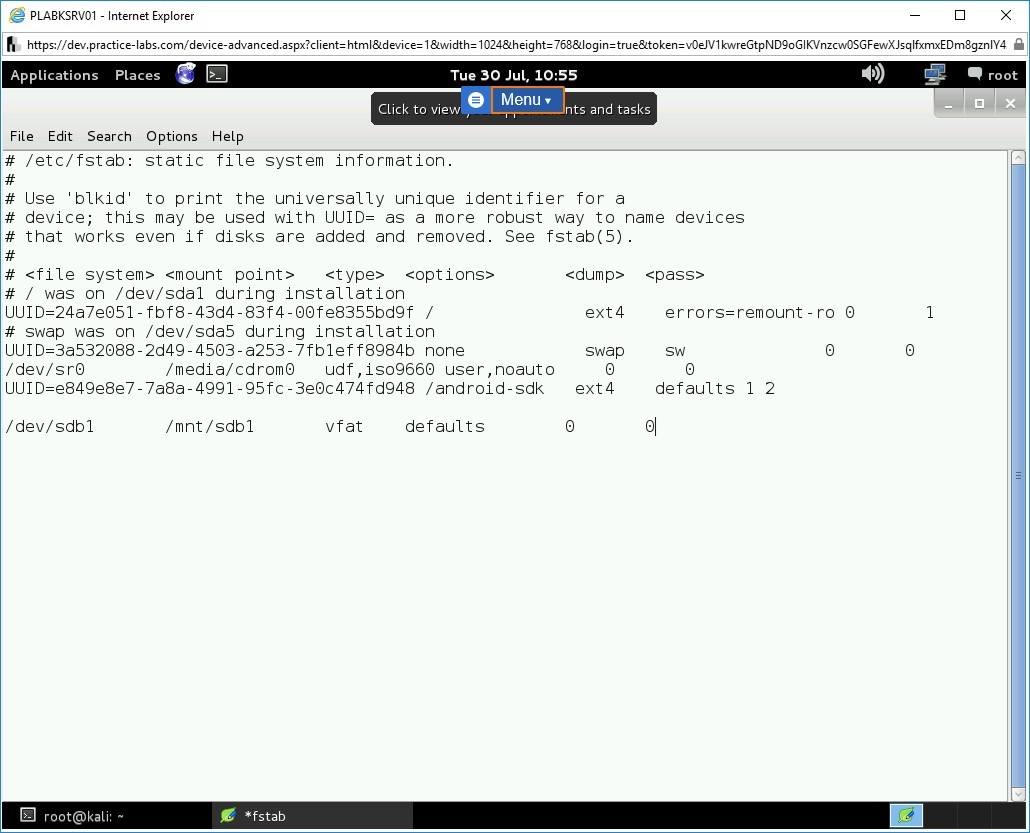 PLABKSRV01 - Internet Explorer
https://dev.practice-labs.com/device-advanced.aspx?client=html&device=1&width=1024&height=768&login=true&token=v0eJV1kwreGtpND9oGlKVnzcw0SGFewXJsqIfxmxEDm8gznIY4
Applications Places Tue 30 Jul, 10:55 root
Click to view nts and tasks
Menu
File Edit Search Options Help
# /etc/fstab: static file system information.
#
# Use 'blkid' to print the universally unique identifier for a
# device; this may be used with UUID= as a more robust way to name devices
# that works even if disks are added and removed. See fstab(5).
#
# <file system> <mount point> <type> <options> <dump> <pass>
# / was on /dev/sda1 during installation
UUID=24a7e051-fbf8-43d4-83f4-00fe8355bd9f / ext4 errors=remount-ro 0 1
# swap was on /dev/sda5 during installation
UUID=3a532088-2d49-4503-a253-7fb1eff8984b none swap sw 0 0
/dev/sr0 /media/cdrom0 udf,iso9660 user,noauto 0 0
UUID=e849e8e7-7a8a-4991-95fc-3e0c474fd948 /android-sdk ext4 defaults 1 2
/dev/sdb1 /mnt/sdb1 vfat defaults 0 0
root@kali: ~ *fstab